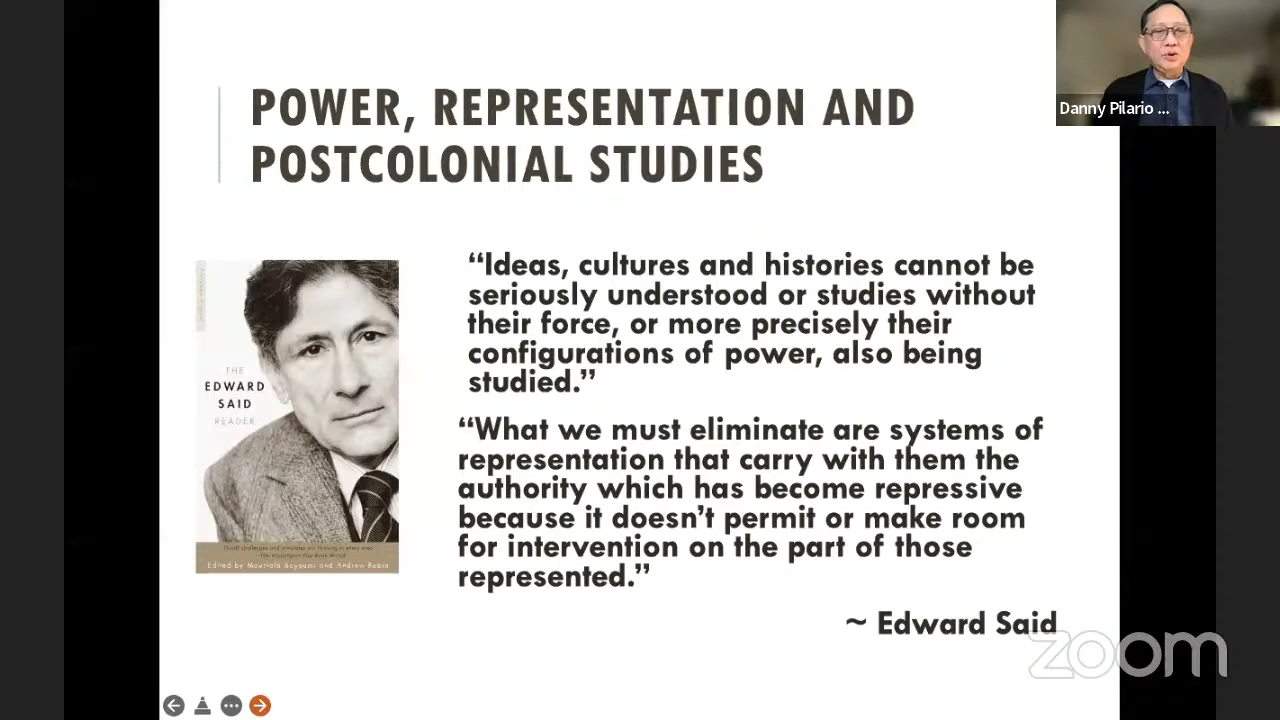 POWER, REPRESENTATION AND
POSTCOLONIAL STUDIES
Danny Pilario ...
THE
EDWARD
SAID
READER
Edited by Moustafa Bayoumi and Andrew Rubin
“Ideas, cultures and histories cannot be
seriously understood or studies without
their force, or more precisely their
configurations of power, also being
studied.”
“What we must eliminate are systems of
representation that carry with them the
authority which has become repressive
because it doesn’t permit or make room
for intervention on the part of those
represented.”
~ Edward Said
zoom